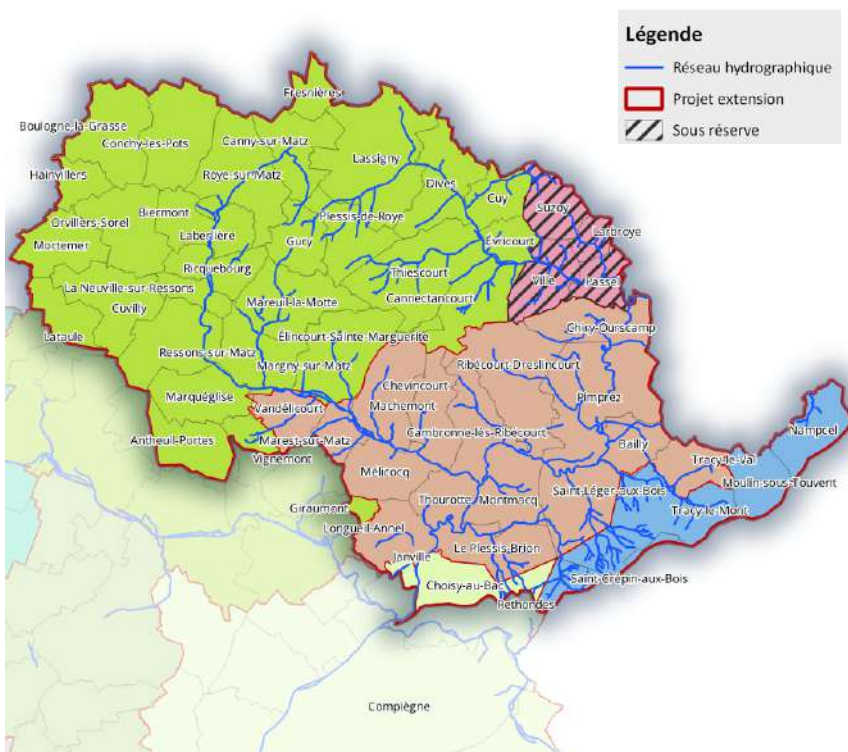 Légende
Réseau hydrographique
Projet extension
Sous réserve
Fresnières
Boulogne-la-Grasse
Conchy-les-Pots
Canny-sur-Matz
Lassigny
Hainvillers
Roye-sur-Matz
Dives
Cuy
Suzoy
Orvillers-Sorel
Biermont
Plessis-de-Roye
Larbroye
Mortemer
Laberlière
Gury
Évricourt
Ricquebourg
Thiescourt
Ville
Passel
La Neuville-sur-Ressons
Cannectancourt
Cuvilly
Mareuil-la-Motte
Chiry-Ourscamp
Lataule
Élincourt-Sainte-Marguerite
Ressons-sur-Matz
Margny-sur-Matz
Ribécourt-Dreslincourt
Chevincourt
Marquéglise
Pimprez
Vandélicourt
Machemont
Nampcel
Antheuil-Portes
Marest-sur-Matz
Cambronne-lès-Ribécourt
Bailly
Vignemont
Tracy-le-Val
Mélicocq
Moulin-sous-Touvent
Saint-Léger-aux-Bois
Giraumont
Thourotte
Montmacq
Tracy-le-Mont
Longueil-Annel
Le Plessis-Brion
Janville
Choisy-au-Bac
Saint-Crépin-aux-Bois
Rethondes
Compiègne